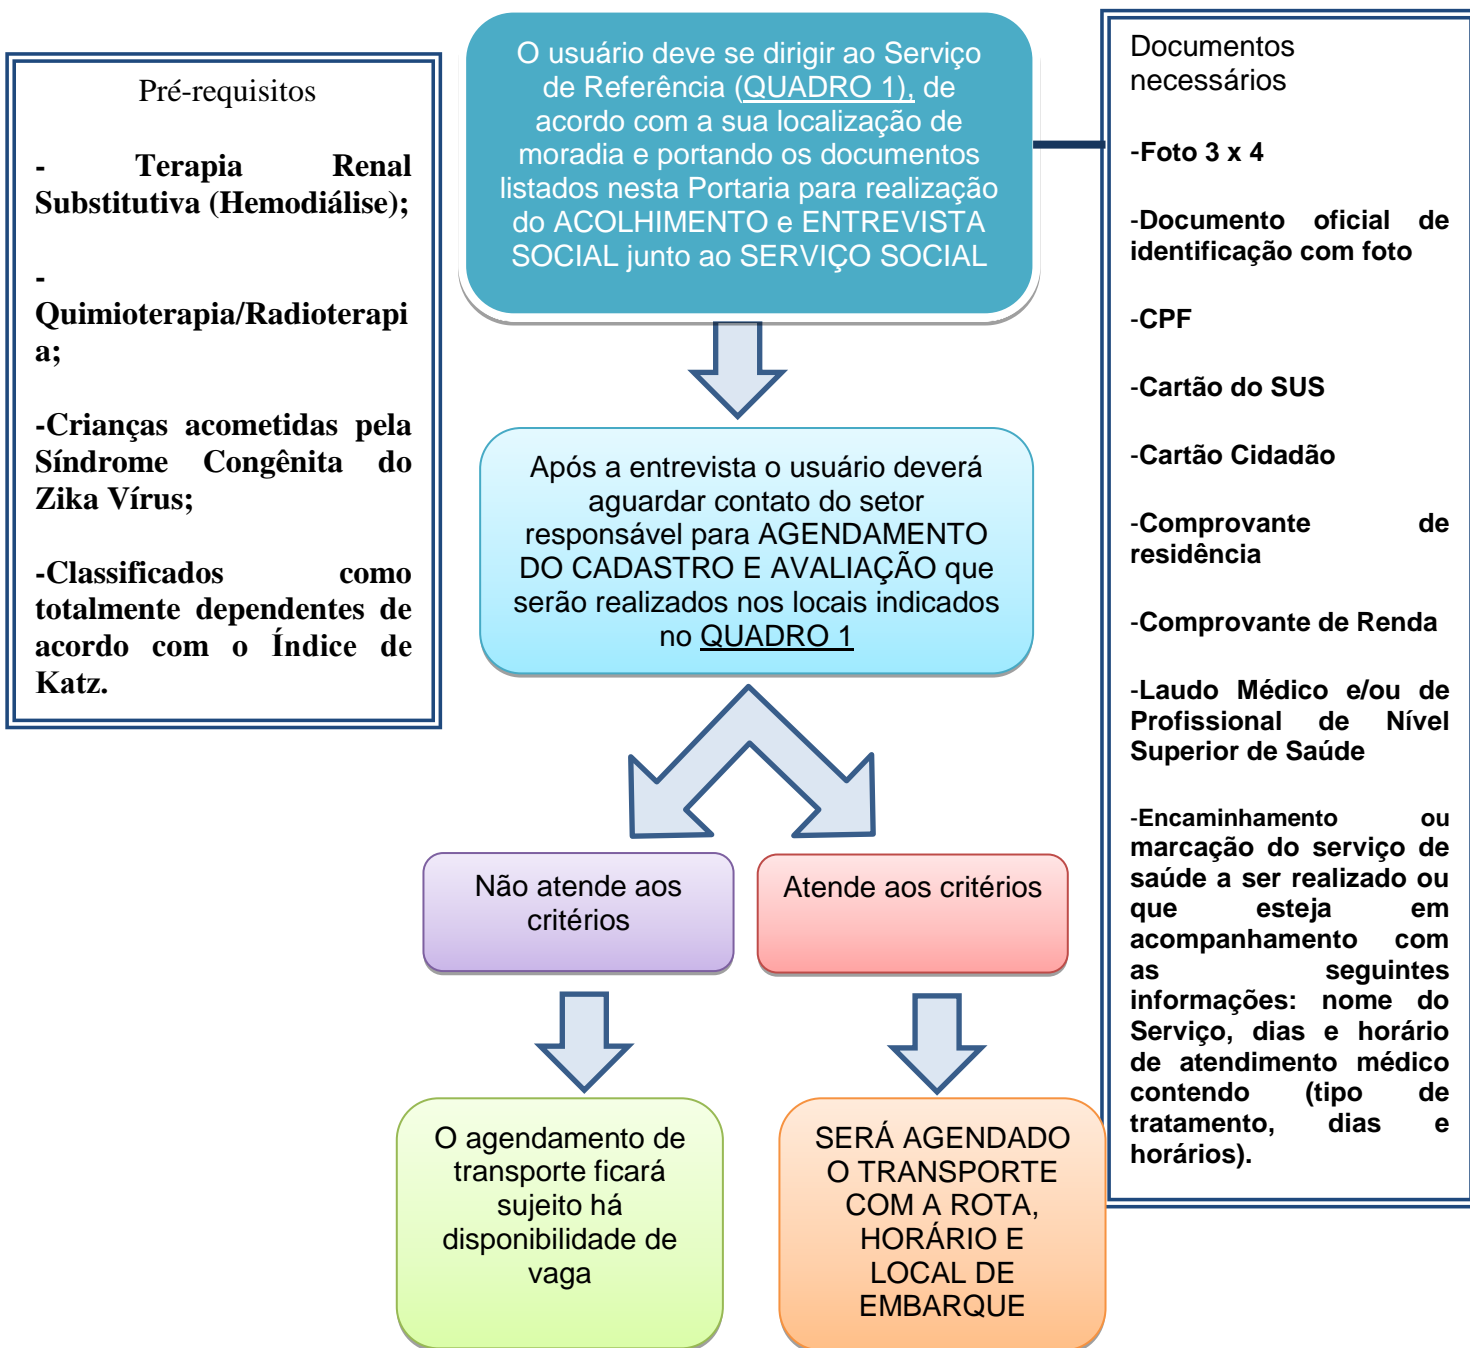 Pré-requisitos
- Terapia Renal
Substitutiva (Hemodiálise);
-
Quimioterapia/Radioterapi
a;
-Crianças acometidas pela
Síndrome Congênita do
Zika Vírus;
-Classificados como
totalmente dependentes de
acordo com o Índice de
Katz.
O usuário deve se dirigir ao Serviço
de Referência (QUADRO 1), de
acordo com a sua localização de
moradia e portando os documentos
listados nesta Portaria para realização
do ACOLHIMENTO e ENTREVISTA
SOCIAL junto ao SERVIÇO SOCIAL
Após a entrevista o usuário deverá
aguardar contato do setor
responsável para AGENDAMENTO
DO CADASTRO E AVALIAÇÃO que
serão realizados nos locais indicados
no QUADRO 1
Não atende aos
critérios
Atende aos critérios
O agendamento de
transporte ficará
sujeito há
disponibilidade de
vaga
SERÁ AGENDADO
O TRANSPORTE
COM A ROTA,
HORÁRIO E
LOCAL DE
EMBARQUE
Documentos
necessários
-Foto 3 x 4
-Documento oficial de
identificação com foto
-CPF
-Cartão do SUS
-Cartão Cidadão
-Comprovante de
residência
-Comprovante de Renda
-Laudo Médico e/ou de
Profissional de Nível
Superior de Saúde
-Encaminhamento ou
marcação do serviço de
saúde a ser realizado ou
que esteja em
acompanhamento com
as seguintes
informações: nome do
Serviço, dias e horário
de atendimento médico
contendo (tipo de
tratamento, dias e
horários).